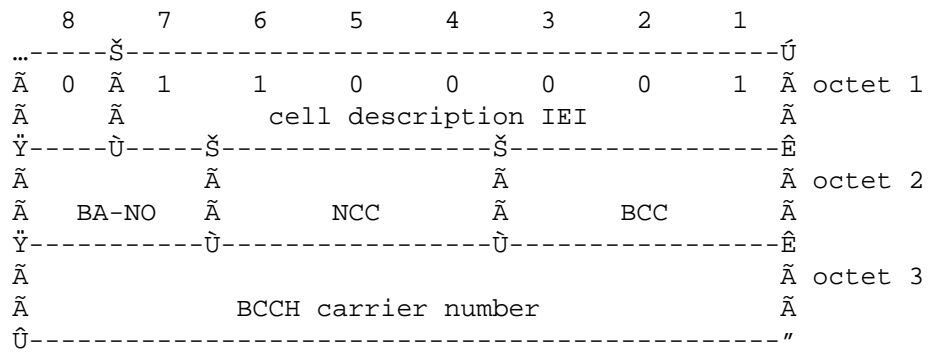 8 7 6 5 4 3 2 1
…-----Š-----------------------------------------Ú
Ã 0 Ã 1 1 0 0 0 0 1 Ã octet 1
Ã Ã cell description IEI Ã
Ÿ-----Ù-----Š-----------------Š-----------------Ê
Ã Ã Ã Ã octet 2
Ã BA-NO Ã NCC Ã BCC Ã
Ÿ-----------Ù-----------------Ù-----------------Ê
Ã Ã octet 3
Ã BCCH carrier number Ã
Û-----------------------------------------------”